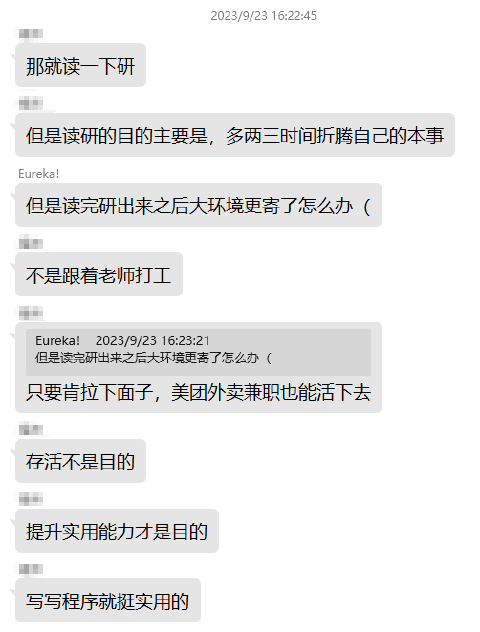 2023/9/23 16:22:45
那就读一下研
但是读研的目的主要是，多两三时间折腾自己的本事
Eureka!
但是读完研出来之后大环境更寄了怎么办（
不是跟着老师打工
Eureka! 2023/9/23 16:23:21
但是读完研出来之后大环境更寄了怎么办（
只要肯拉下面子，美团外卖兼职也能活下去
存活不是目的
提升实用能力才是目的
写写程序就挺实用的